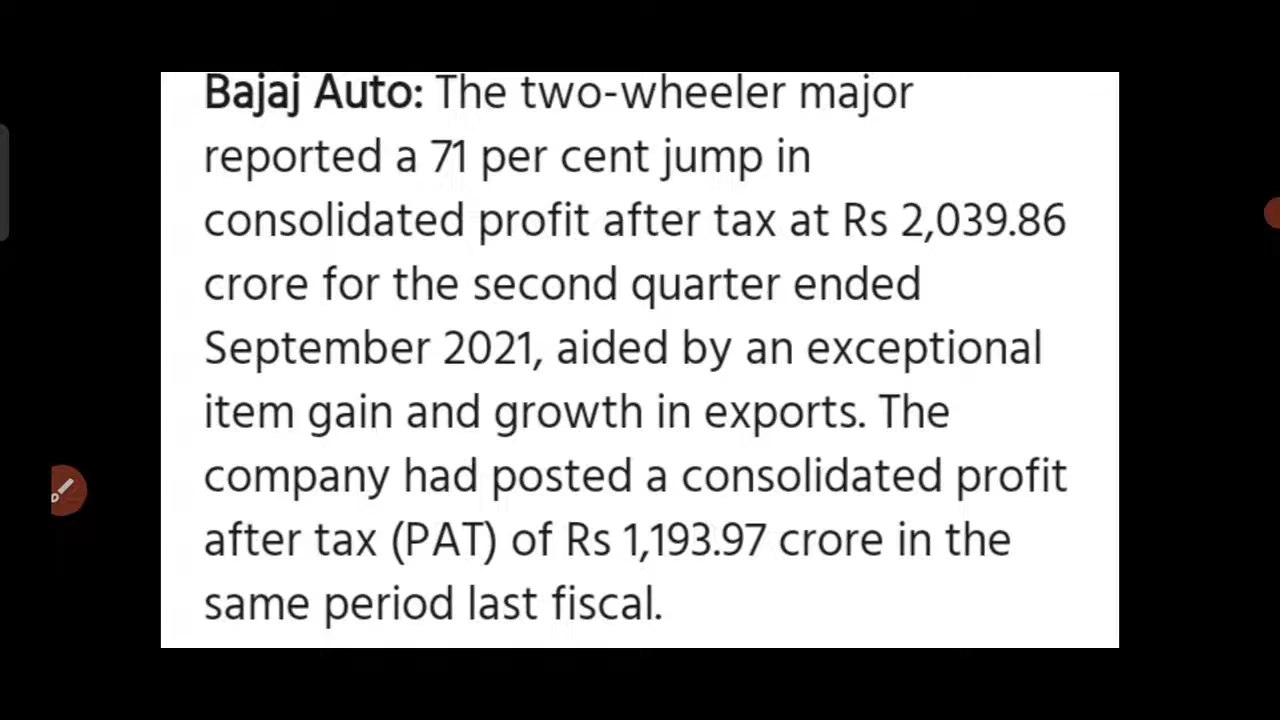 Bajaj Auto: The two-wheeler major
reported a 71 per cent jump in
consolidated profit after tax at Rs 2,039.86
crore for the second quarter ended
September 2021, aided by an exceptional
item gain and growth in exports. The
company had posted a consolidated profit
after tax (PAT) of Rs 1,193.97 crore in the
same period last fiscal.